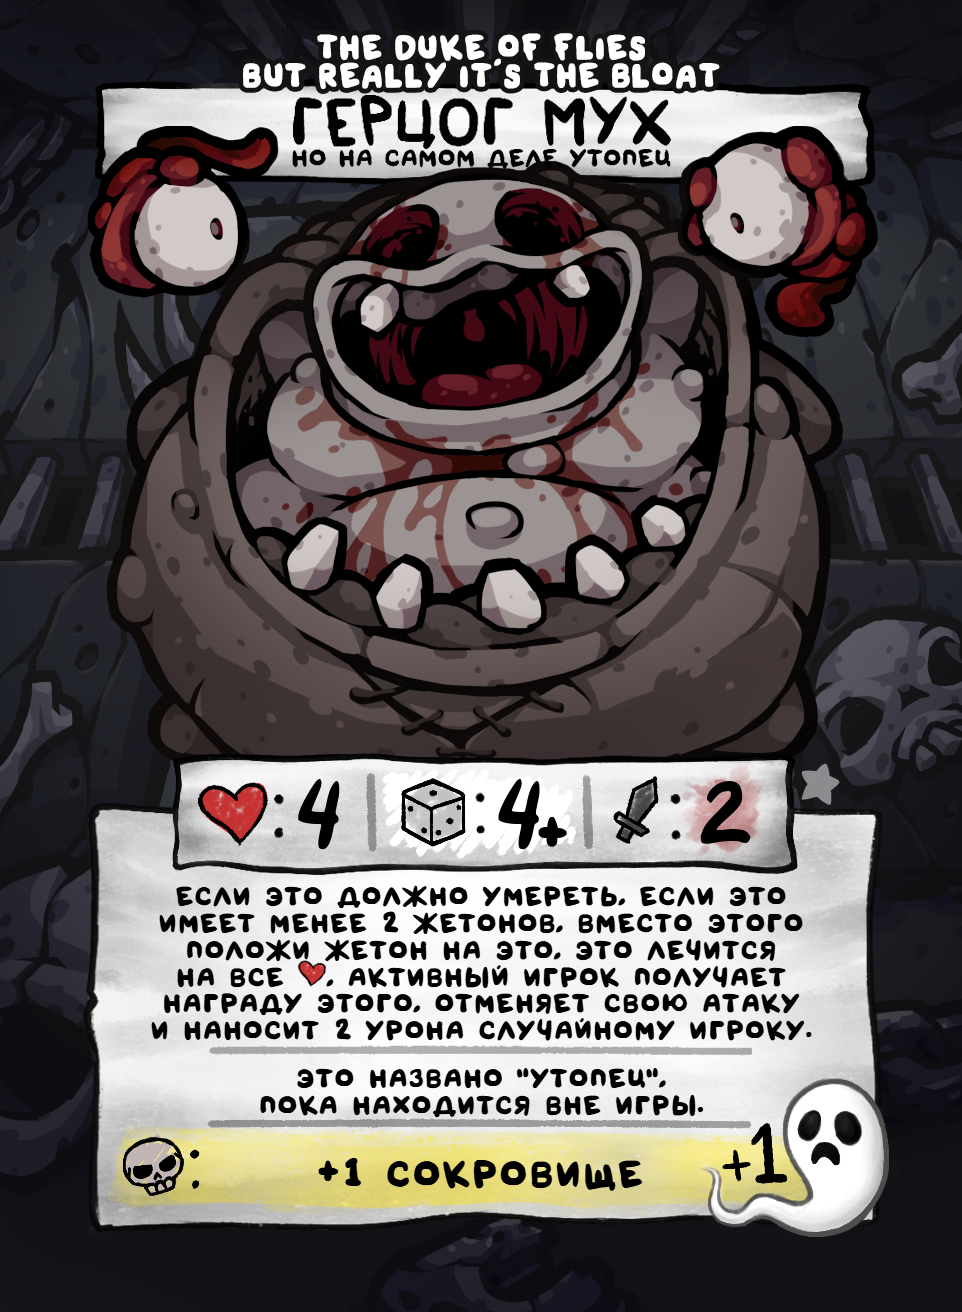 THE DUKE OF FLIES
BUT REALLY IT'S THE BLOAT
ГЕРЦОГ МУХ
НО НА САМОМ ДЕЛЕ УТОПЕЦ
: 4 : 4+ : 2
ЕСЛИ ЭТО ДОЛЖНО УМЕРЕТЬ, ЕСЛИ ЭТО
ИМЕЕТ МЕНЕЕ 2 ЖЕТОНОВ, ВМЕСТО ЭТОГО
ПОЛОЖИ ЖЕТОН НА ЭТО, ЭТО ЛЕЧИТСЯ
НА ВСЕ , АКТИВНЫЙ ИГРОК ПОЛУЧАЕТ
НАГРАДУ ЭТОГО, ОТМЕНЯЕТ СВОЮ АТАКУ
И НАНОСИТ 2 УРОНА СЛУЧАЙНОМУ ИГРОКУ.
ЭТО НАЗВАНО "УТОПЕЦ",
ПОКА НАХОДИТСЯ ВНЕ ИГРЫ.
: +1 СОКРОВИЩЕ +1